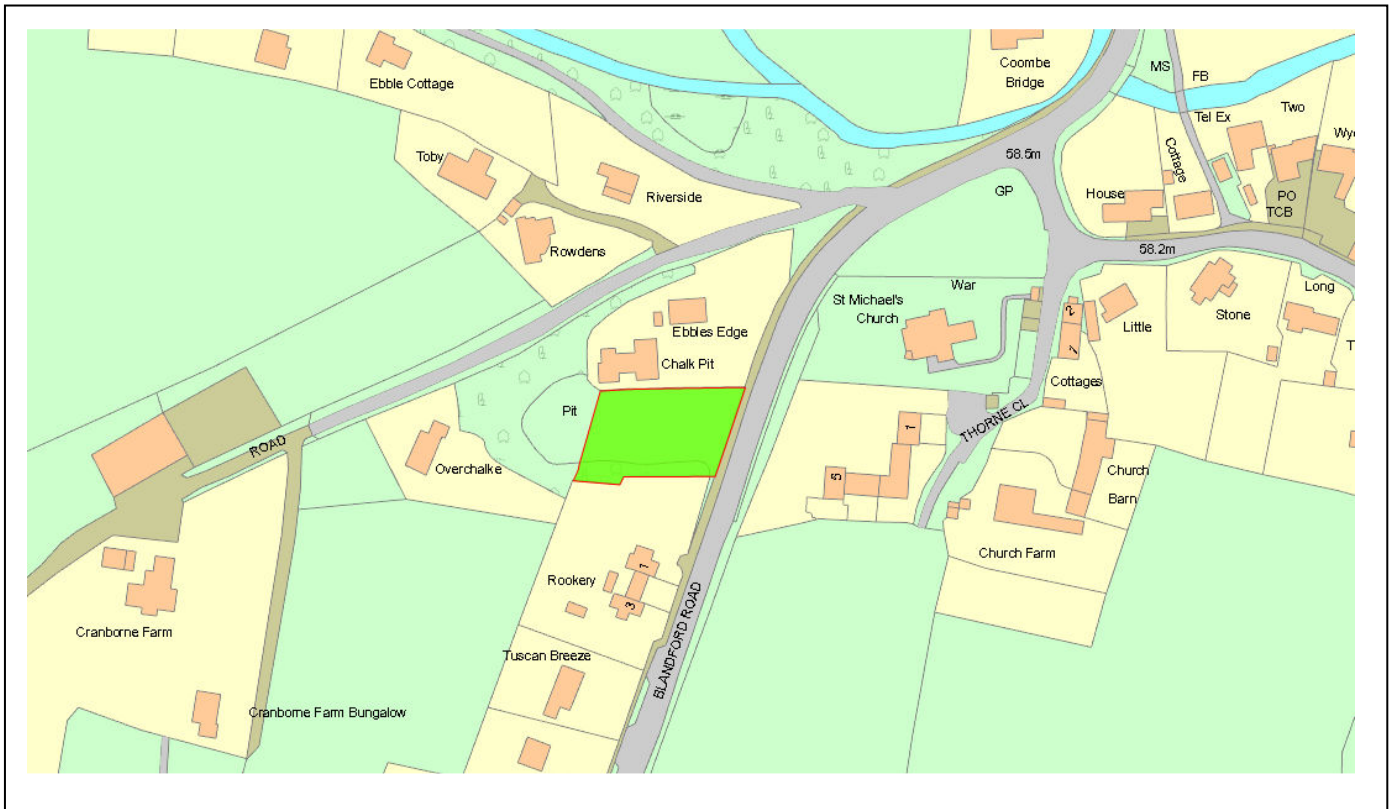 Ebble Cottage
Coombe
Bridge
MS
FB
Tel Ex
Two
Wy
Toby
Riverside
58.5m
GP
House
Cottage
PO
TCB
Rowdens
58.2m
St Michael's
Church
War
Long
Ebbles Edge
Chalk Pit
2
1
Little
Stone
T
Cottages
Pit
ROAD
Overchalke
1
5
THORNE CL
Church
Barn
Church Farm
Rookery
1
3
Cranborne Farm
Tuscan Breeze
BLANDFORD ROAD
Cranborne Farm Bungalow